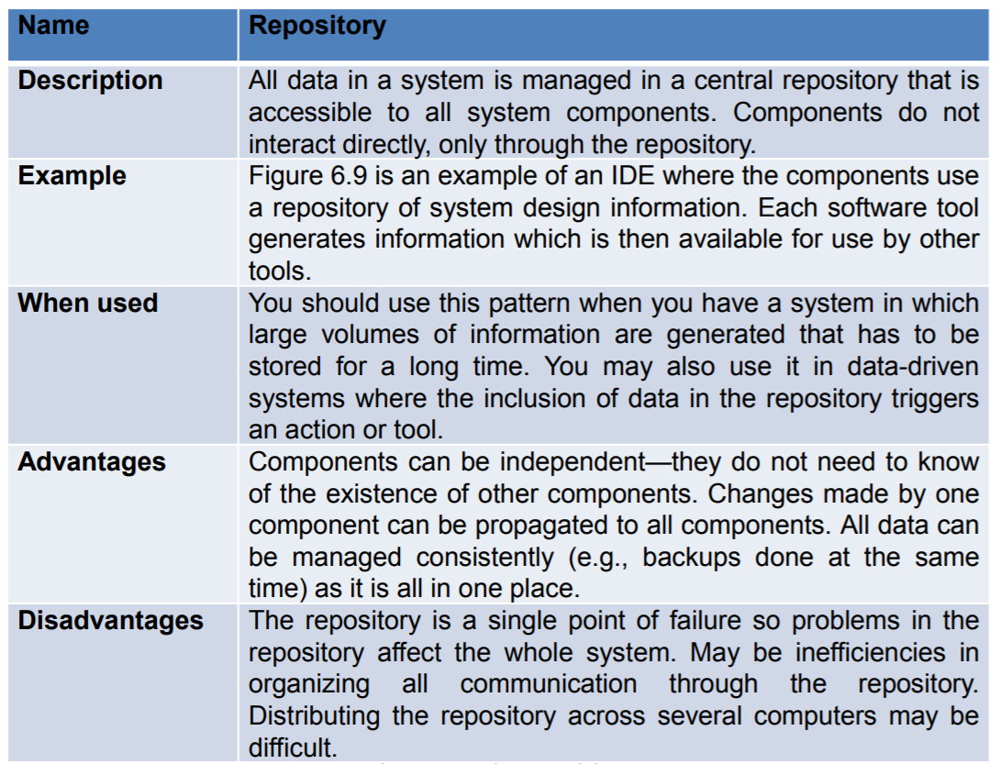 Name Repository
Description All data in a system is managed in a central repository that is
accessible to all system components. Components do not
interact directly, only through the repository.
Example Figure 6.9 is an example of an IDE where the components use
a repository of system design information. Each software tool
generates information which is then available for use by other
tools.
When used You should use this pattern when you have a system in which
large volumes of information are generated that has to be
stored for a long time. You may also use it in data-driven
systems where the inclusion of data in the repository triggers
an action or tool.
Advantages Components can be independent—they do not need to know
of the existence of other components. Changes made by one
component can be propagated to all components. All data can
be managed consistently (e.g., backups done at the same
time) as it is all in one place.
Disadvantages The repository is a single point of failure so problems in the
repository affect the whole system. May be inefficiencies in
organizing all communication through the repository.
Distributing the repository across several computers may be
difficult.